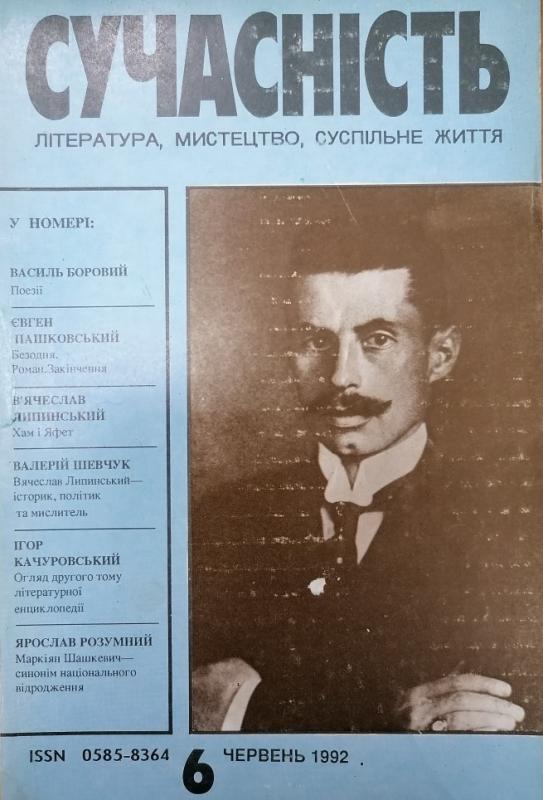 СУЧАСНІСТЬ
ЛІТЕРАТУРА, МИСТЕЦТВО, СУСПІЛЬНЕ ЖИТТЯ
У НОМЕРІ:
ВАСИЛЬ БОРОВИЙ
Поезії
ЄВГЕН
ПАШКОВСЬКИЙ
Безодня.
Роман.Закінчення
В'ЯЧЕСЛАВ
ЛИПИНСЬКИЙ
Хам і Яфет
ВАЛЕРІЙ ШЕВЧУК
Вячеслав Липинський—
історик, політик
та мислитель
ІГОР
КАЧУРОВСЬКИЙ
Огляд другого тому
літературної
енциклопедії
ЯРОСЛАВ РОЗУМНИЙ
Маркіян Шашкевич—
синонім національного
відродження
ISSN 0585-8364 6 ЧЕРВЕНЬ 1992